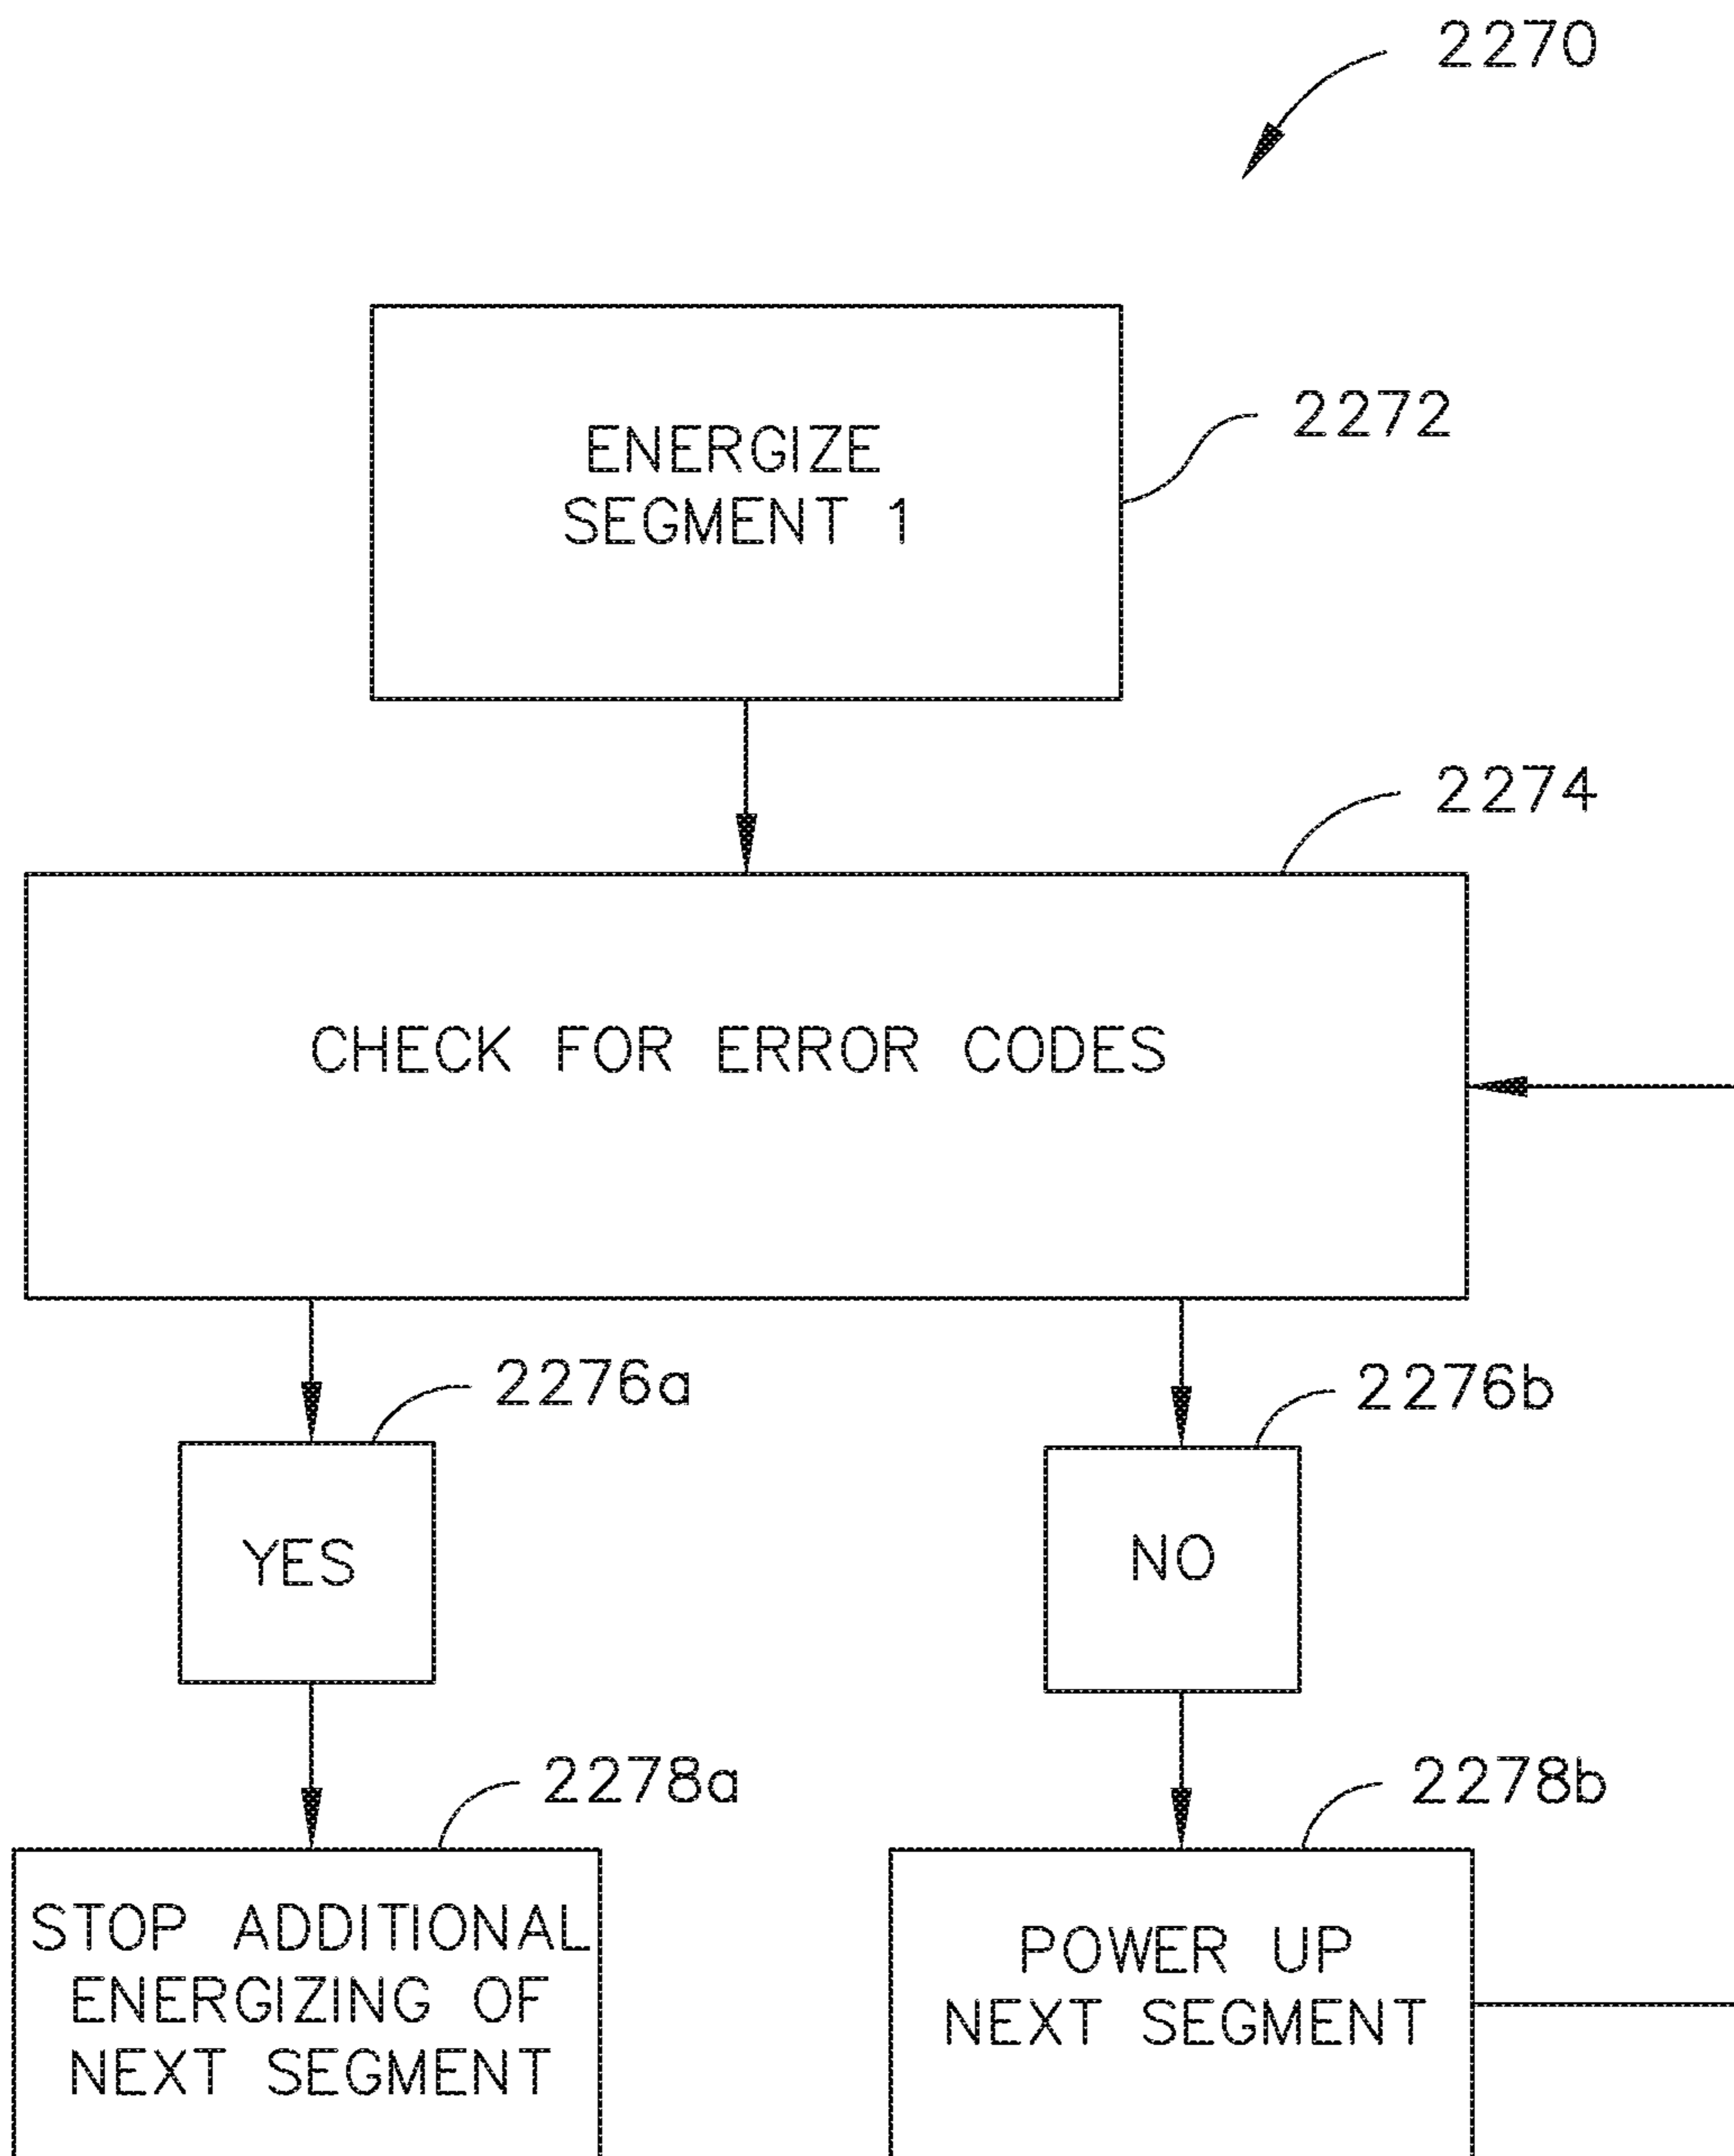 2270
ENERGIZE
SEGMENT 1
2272
2274
CHECK FOR ERROR CODES
2276a
2276b
YES
NO
2278a
2278b
STOP ADDITIONAL
ENERGIZING OF
NEXT SEGMENT
POWER UP
NEXT SEGMENT